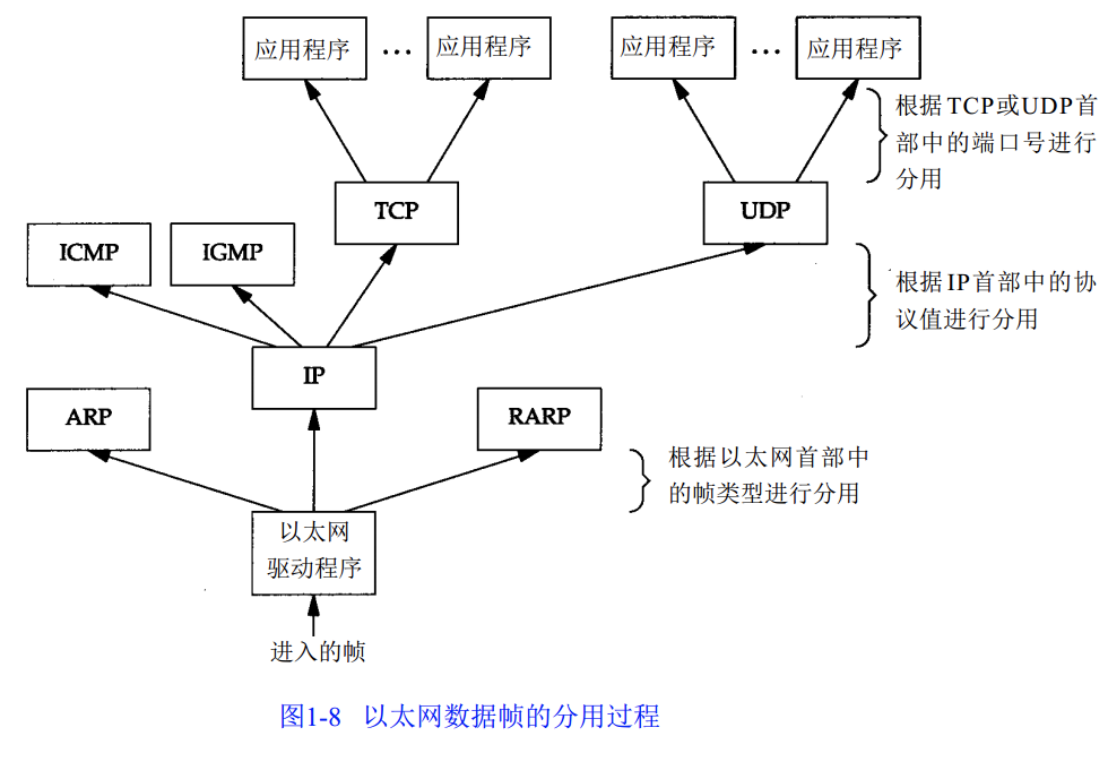 应用程序 … 应用程序 应用程序 … 应用程序
根据TCP或UDP首
部中的端口号进行
分用
TCP UDP
ICMP IGMP
根据IP首部中的协
议值进行分用
IP
ARP RARP
根据以太网首部中
的帧类型进行分用
以太网
驱动程序
进入的帧
图1-8 以太网数据帧的分用过程